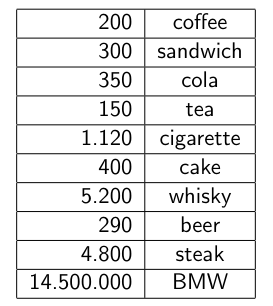 200 coffee
300 sandwich
350 cola
150 tea
1.120 cigarette
400 cake
5.200 whisky
290 beer
4.800 steak
14.500.000 BMW